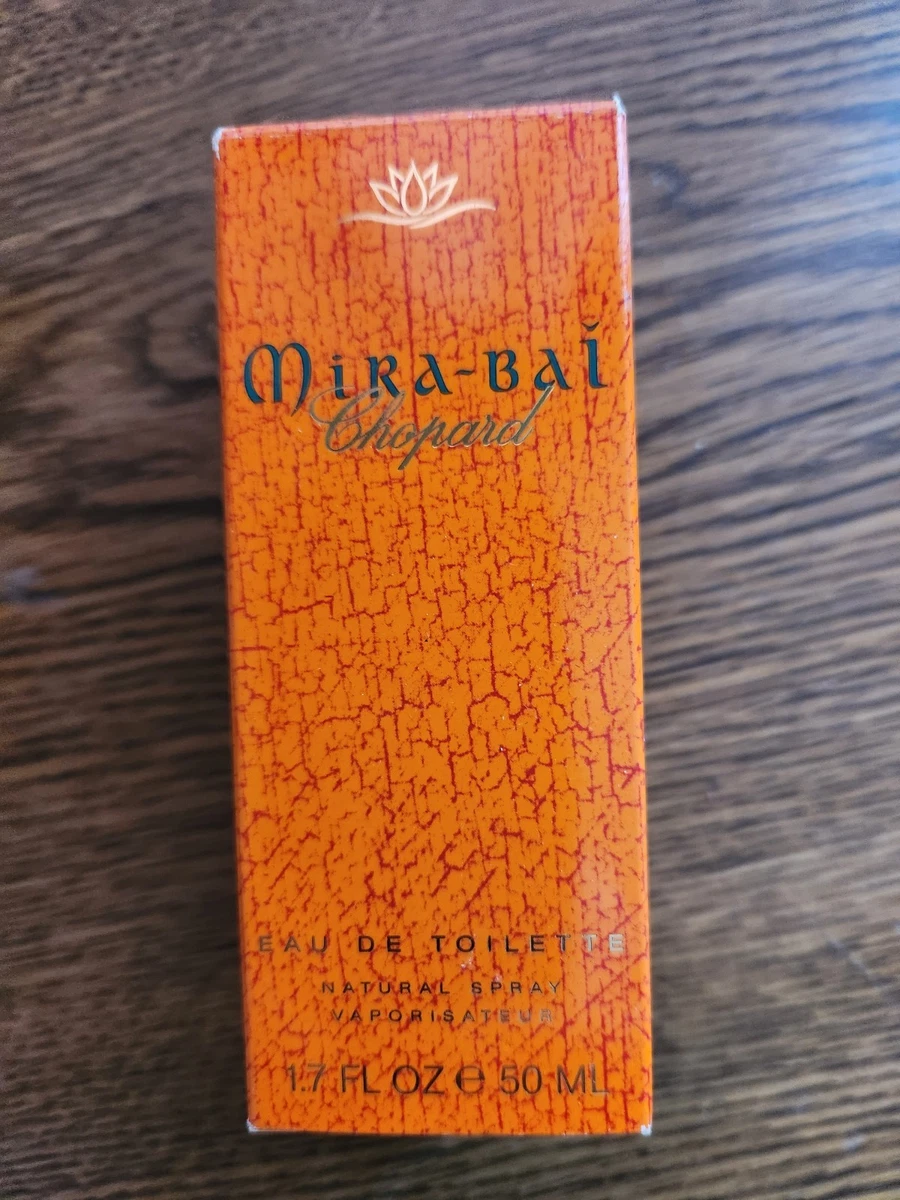 Mira-Baï
Chopard
EAU DE TOILETTE
NATURAL SPRAY
VAPORISATEUR
1.7 FL OZ ℮ 50 ML